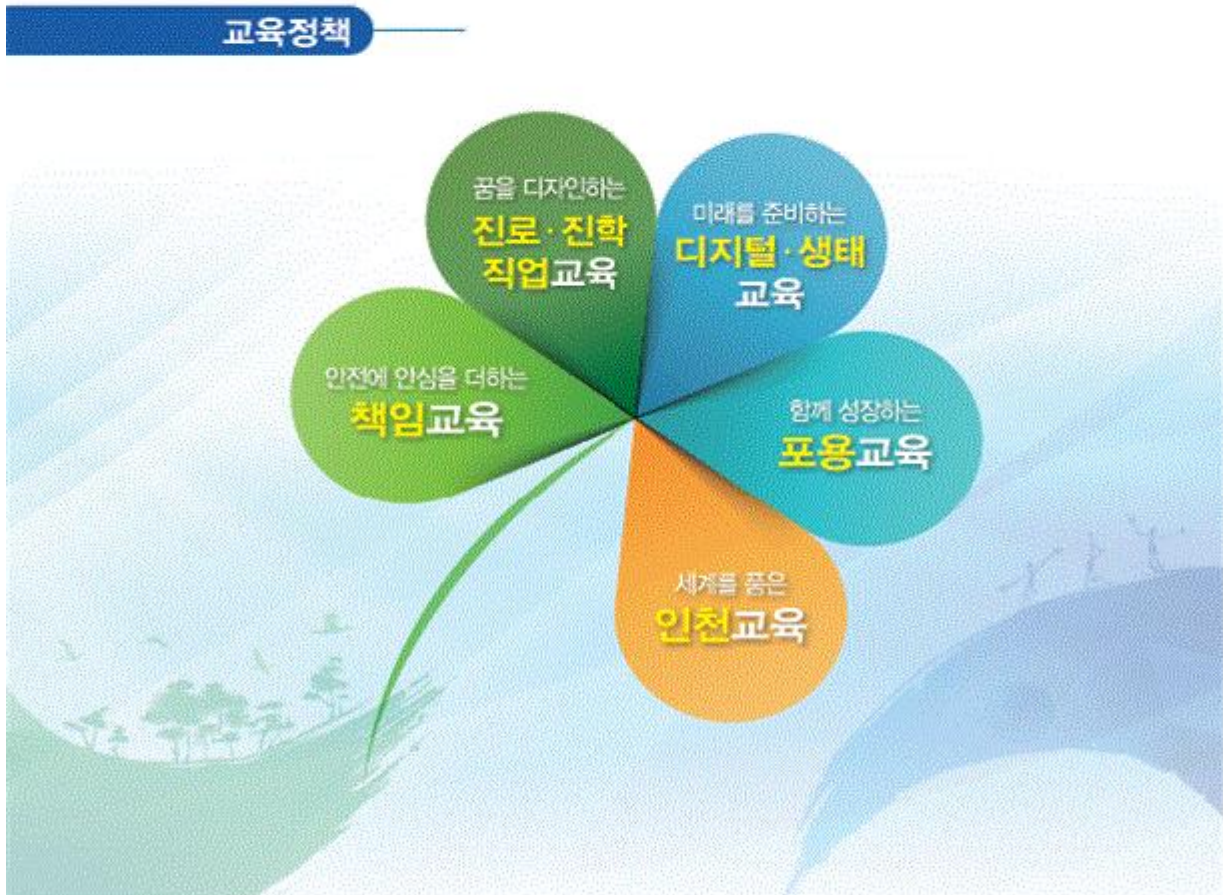 교육정책
안전에 안심을 더하는
책임교육
꿈을 디자인하는
진로·진학
직업교육
미래를 준비하는
디지털·생태
교육
함께 성장하는
포용교육
세계를 품은
인천교육